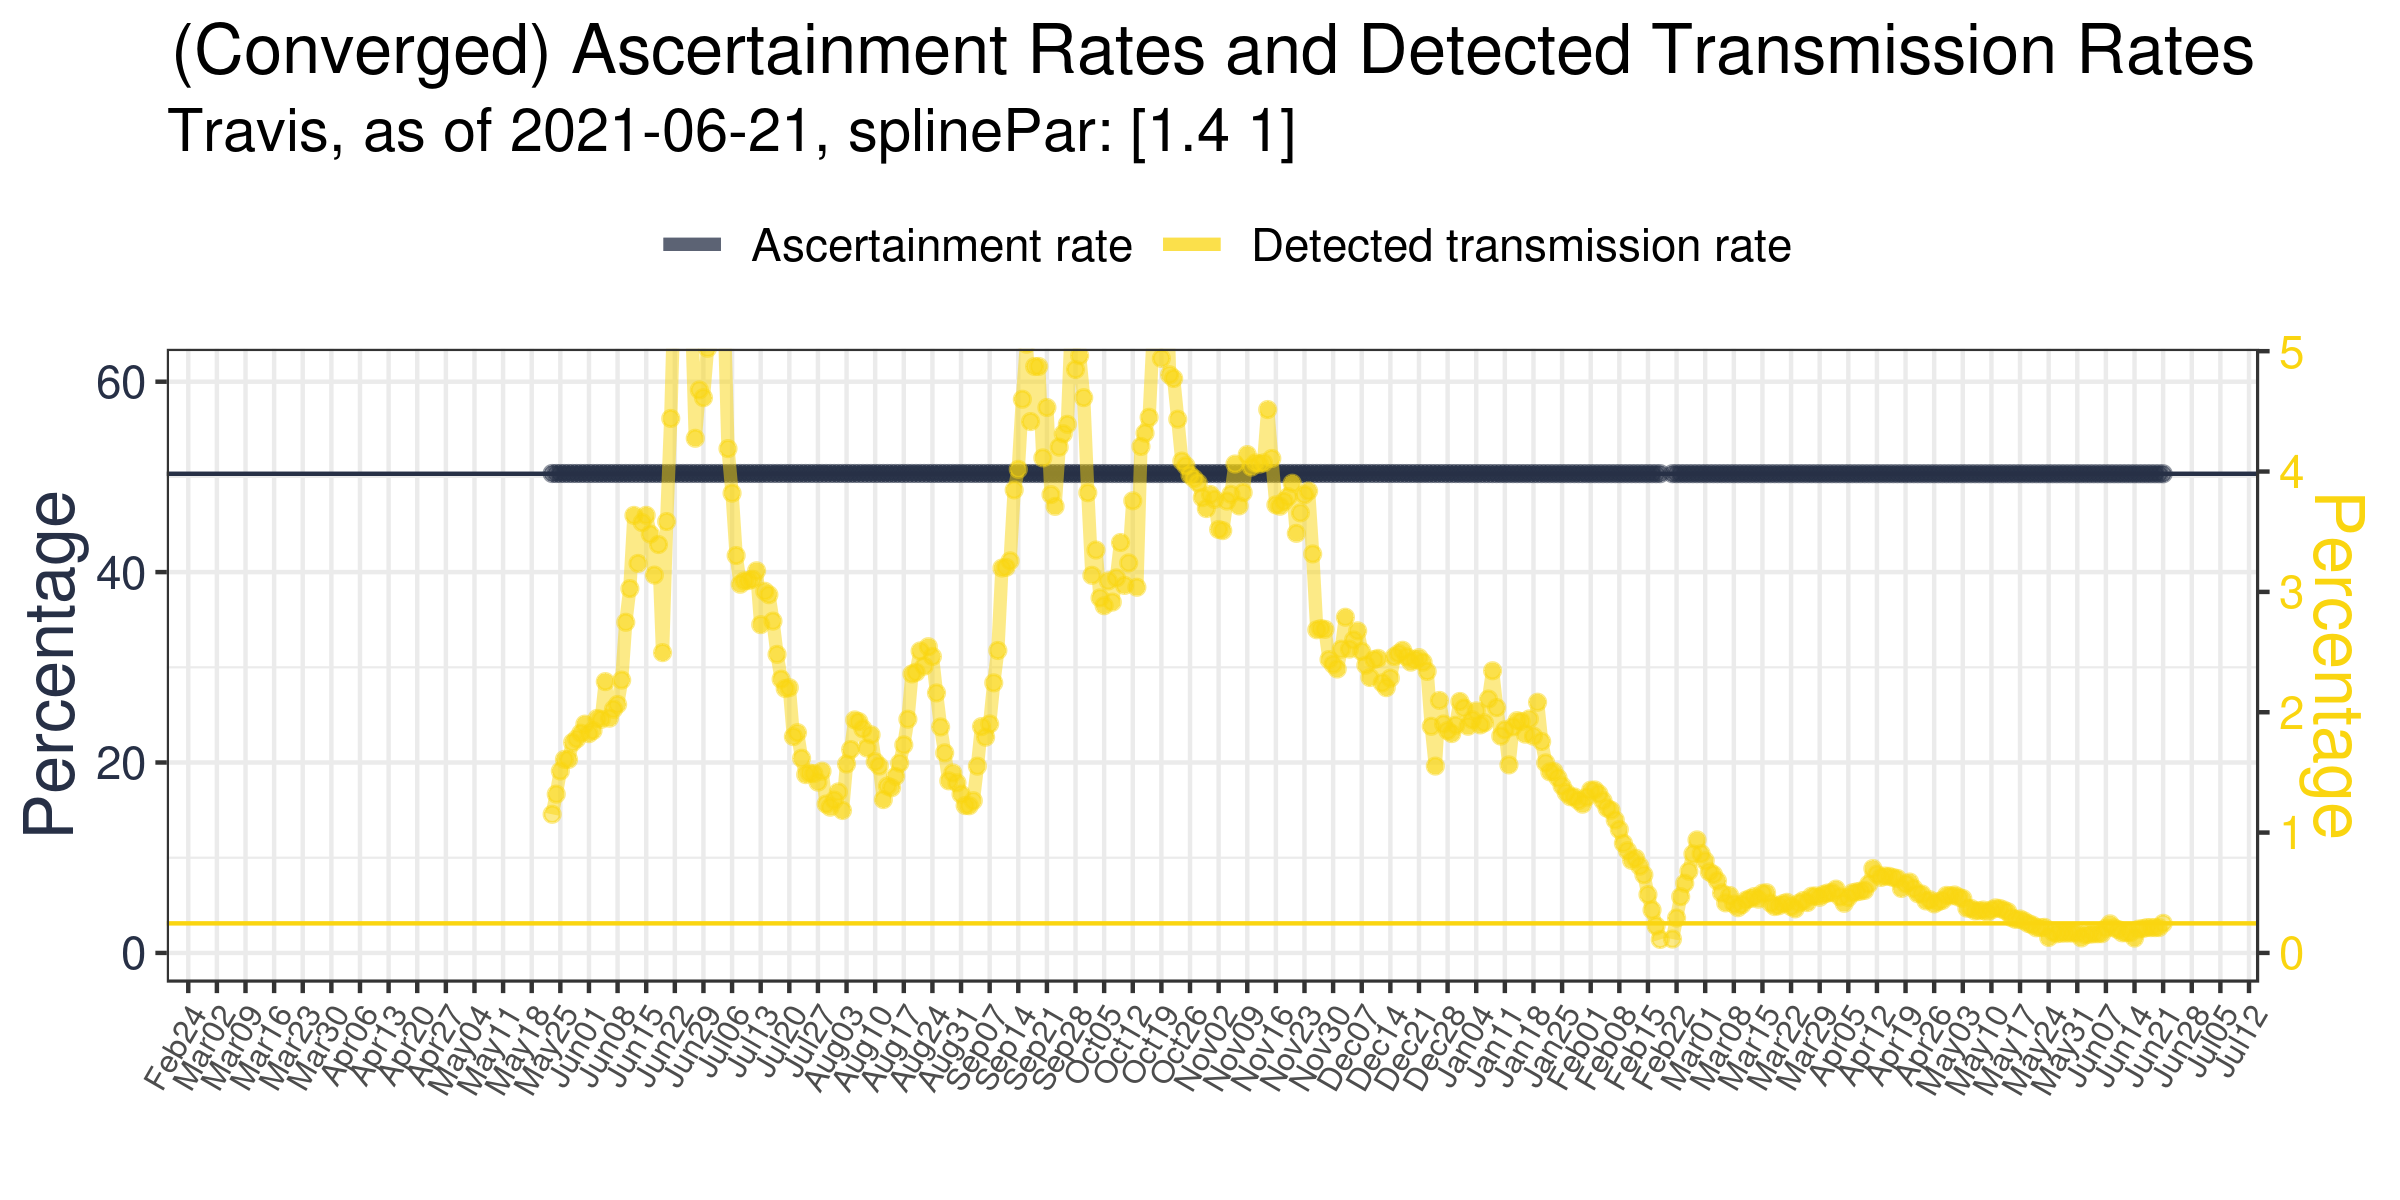 (Converged) Ascertainment Rates and Detected Transmission Rates
Travis, as of 2021-06-21, splinePar: [1.4 1]
Ascertainment rate Detected transmission rate
Percentage
60
40
20
0
5
4
3
2
1
0
Percentage
Feb24 Mar02 Mar09 Mar16 Mar23 Mar30 Apr06 Apr13 Apr20 Apr27 May04 May11 May18 May25 Jun01 Jun08 Jun15 Jun22 Jun29 Jul06 Jul13 Jul20 Jul27 Aug03 Aug10 Aug17 Aug24 Aug31 Sep07 Sep14 Sep21 Sep28 Oct05 Oct12 Oct19 Oct26 Nov02 Nov09 Nov16 Nov23 Nov30 Dec07 Dec14 Dec21 Dec28 Jan04 Jan11 Jan18 Jan25 Feb01 Feb08 Feb15 Feb22 Mar01 Mar08 Mar15 Mar22 Mar29 Apr05 Apr12 Apr19 Apr26 May03 May10 May17 May24 May31 Jun07 Jun14 Jun21 Jun28 Jul05 Jul12